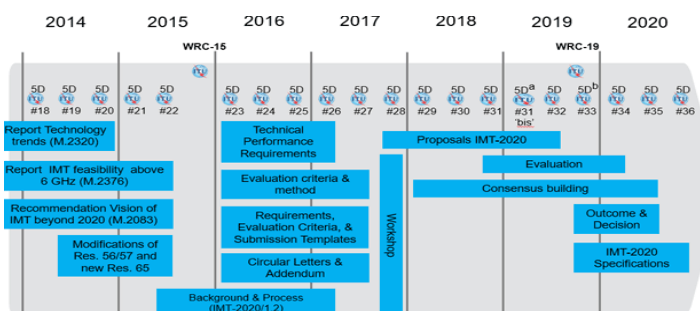 2014 2015 2016 2017 2018 2019 2020
WRC-15 WRC-19
5D 5D 5D 5D 5D 5D 5D 5D 5D 5D 5D 5D 5D 5D 5Da 5D 5Db 5D 5D 5D
#18 #19 #20 #21 #22 #23 #24 #25 #26 #27 #28 #29 #30 #31 #31 #32 #33 #34 #35 #36
'bis'
Report Technology
trends (M.2320)
Report IMT feasibility above
6 GHz (M.2376)
Recommendation Vision of
IMT beyond 2020 (M.2083)
Modifications of
Res. 56/57 and
new Res. 65
Background & Process
(IMT-2020/1,2)
Technical
Performance
Requirements
Evaluation criteria &
method
Requirements,
Evaluation Criteria, &
Submission Templates
Circular Letters &
Addendum
Workshop
Proposals IMT-2020
Evaluation
Consensus building
Outcome &
Decision
IMT-2020
Specifications